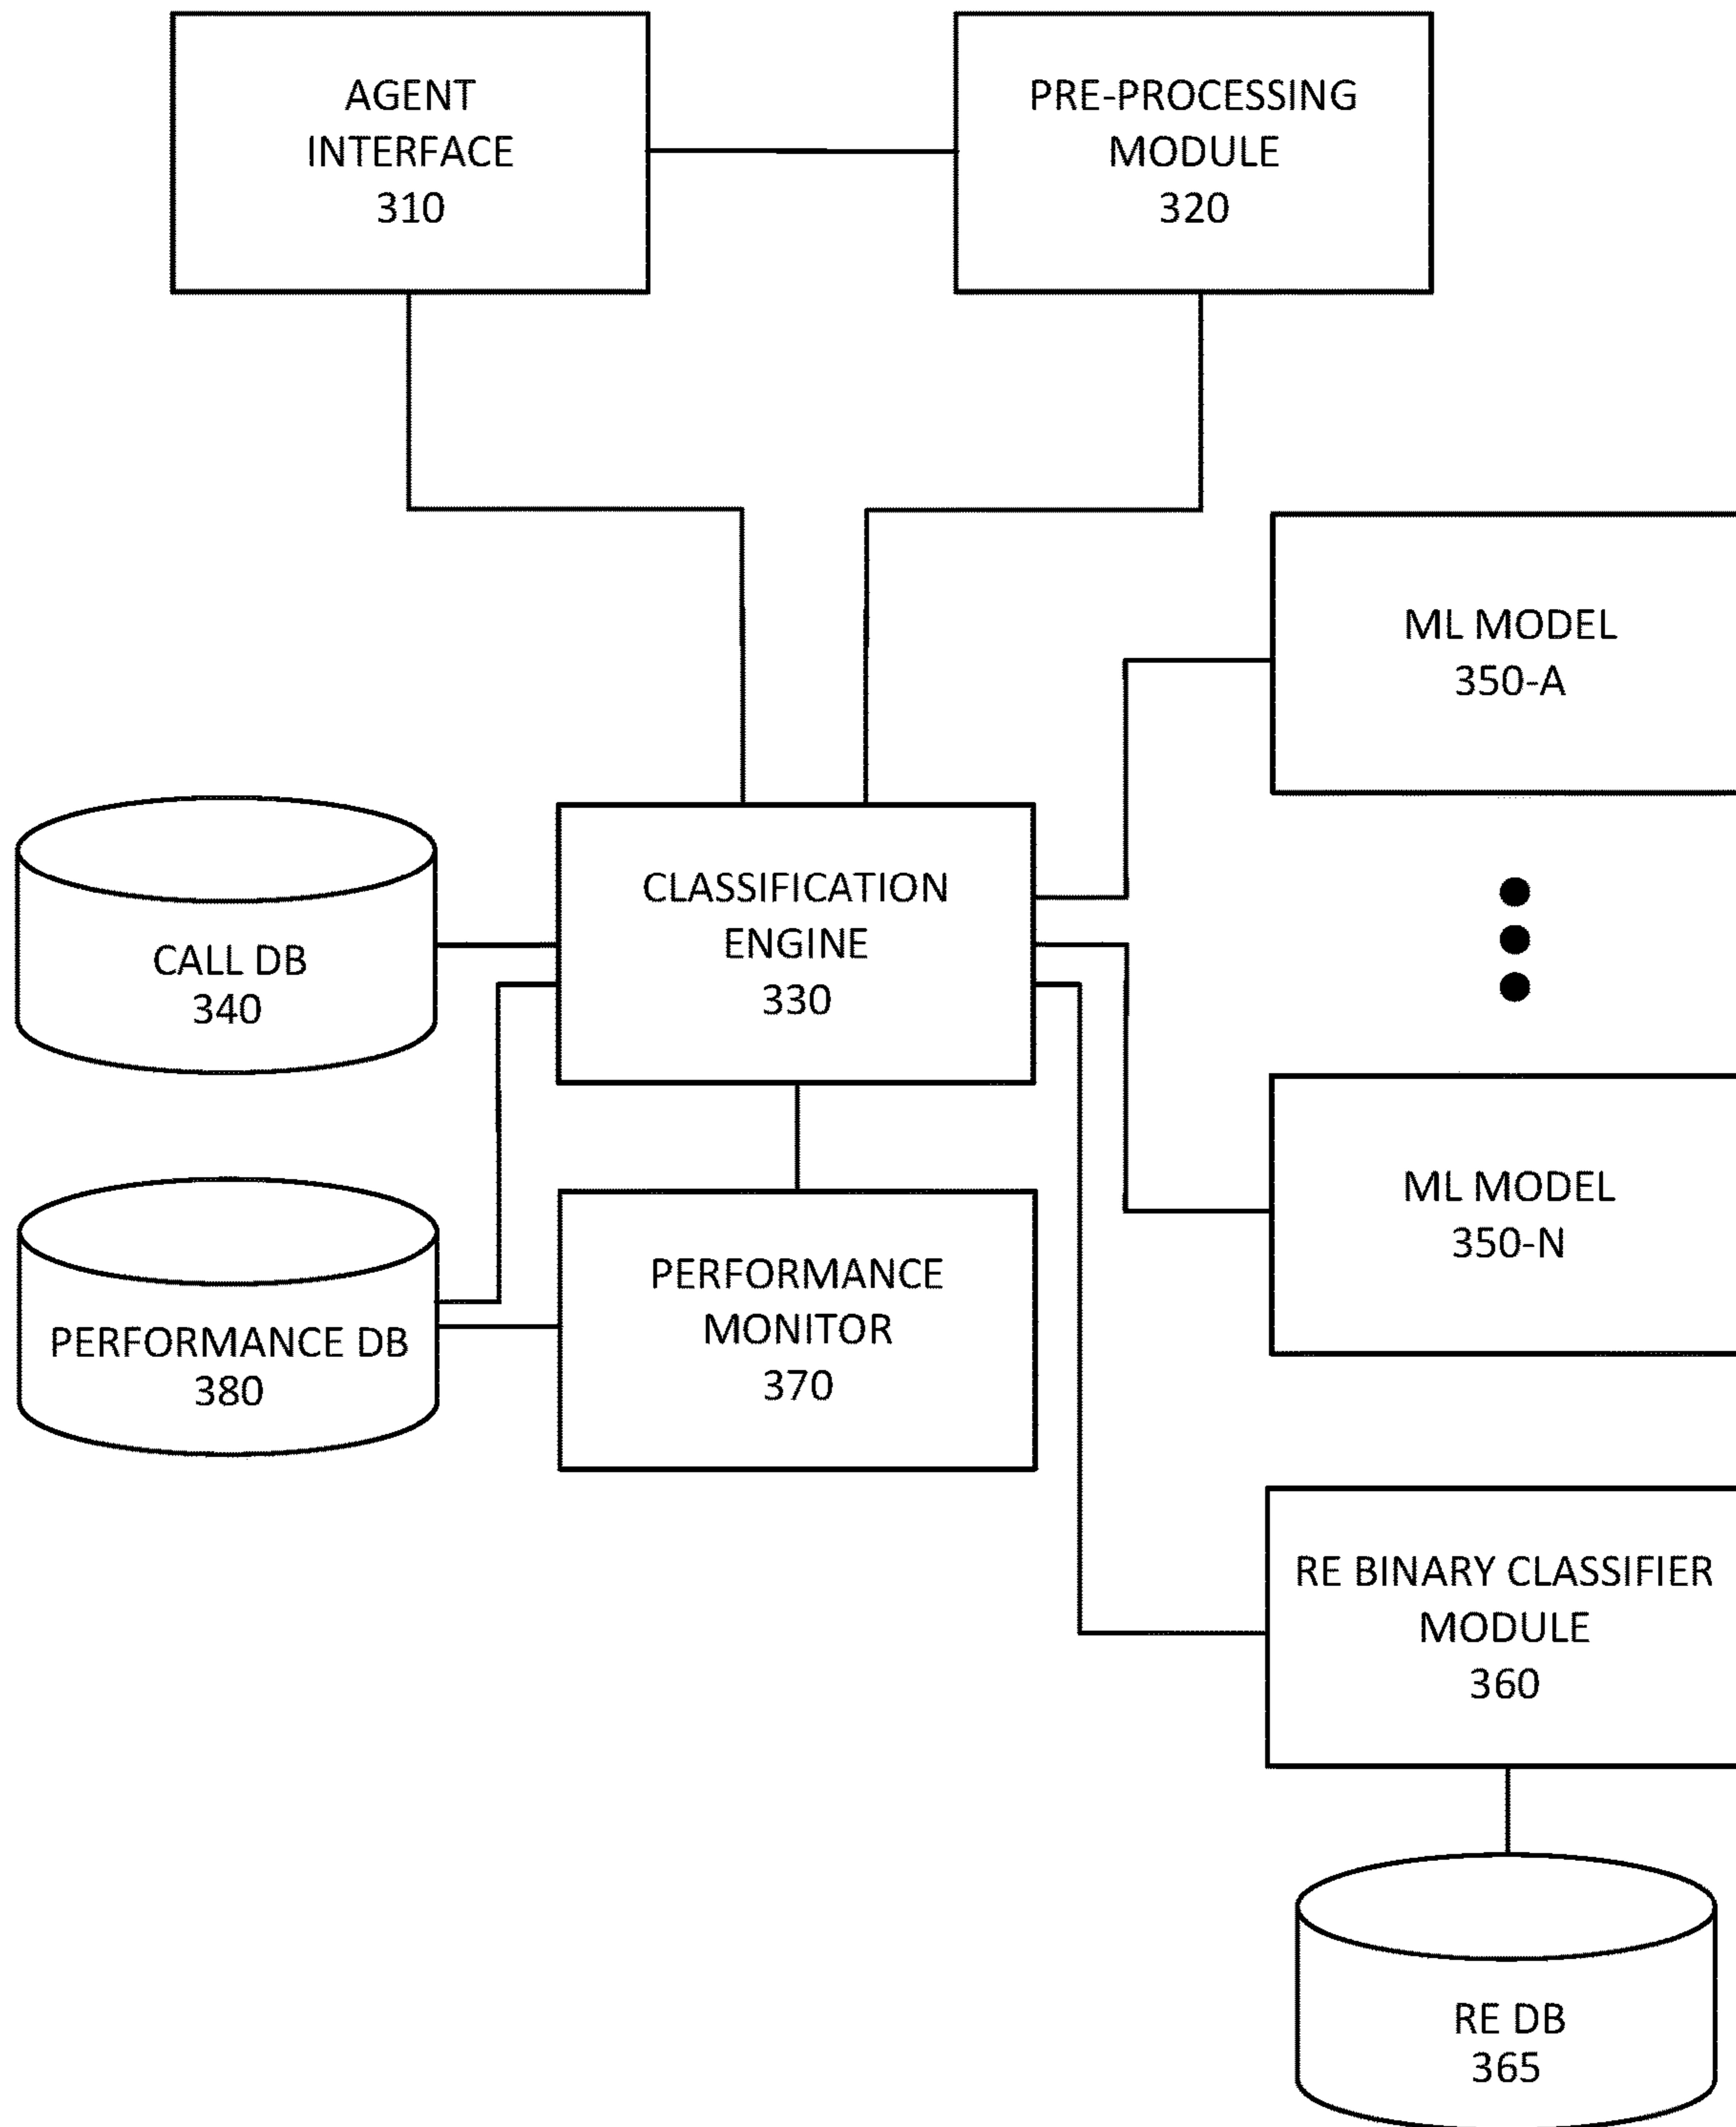 AGENT
INTERFACE
310
PRE-PROCESSING
MODULE
320
ML MODEL
350-A
CLASSIFICATION
ENGINE
330
CALL DB
340
ML MODEL
350-N
PERFORMANCE
MONITOR
370
PERFORMANCE DB
380
RE BINARY CLASSIFIER
MODULE
360
RE DB
365